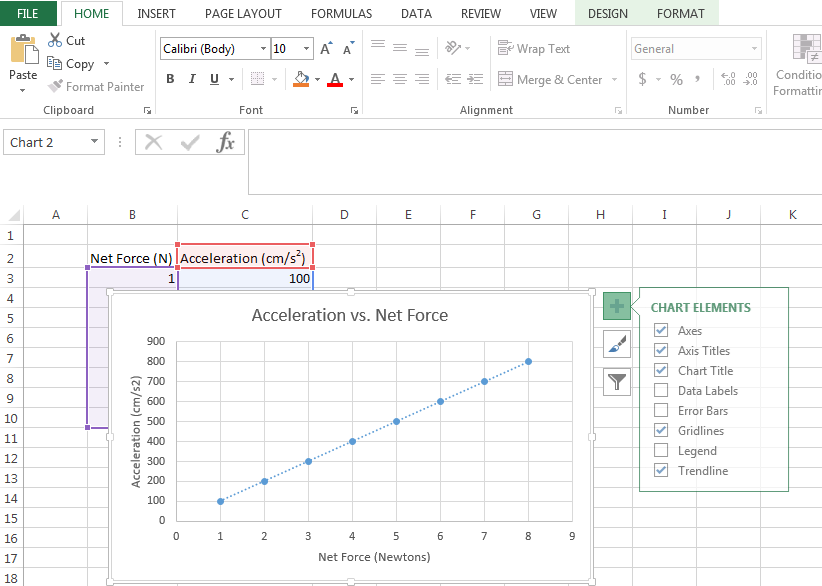 FILE HOME INSERT PAGE LAYOUT FORMULAS DATA REVIEW VIEW DESIGN FORMAT
Paste
Cut
Copy
Format Painter
Clipboard
Calibri (Body) 10 A A
B I U A
Font
Wrap Text
Merge & Center
Alignment
General
$ % , .00 .00
Number
Conditio
Formattin
Chart 2 fx
A B C D E F G H I J K
1
2 Net Force (N) Acceleration (cm/s²)
3 1 100
4
5
6
7
8
9
10
11
12
13
14
15
16
17
18
Acceleration vs. Net Force
Acceleration (cm/s2)
900
800
700
600
500
400
300
200
100
0
0 1 2 3 4 5 6 7 8 9
Net Force (Newtons)
CHART ELEMENTS
Axes
Axis Titles
Chart Title
Data Labels
Error Bars
Gridlines
Legend
Trendline